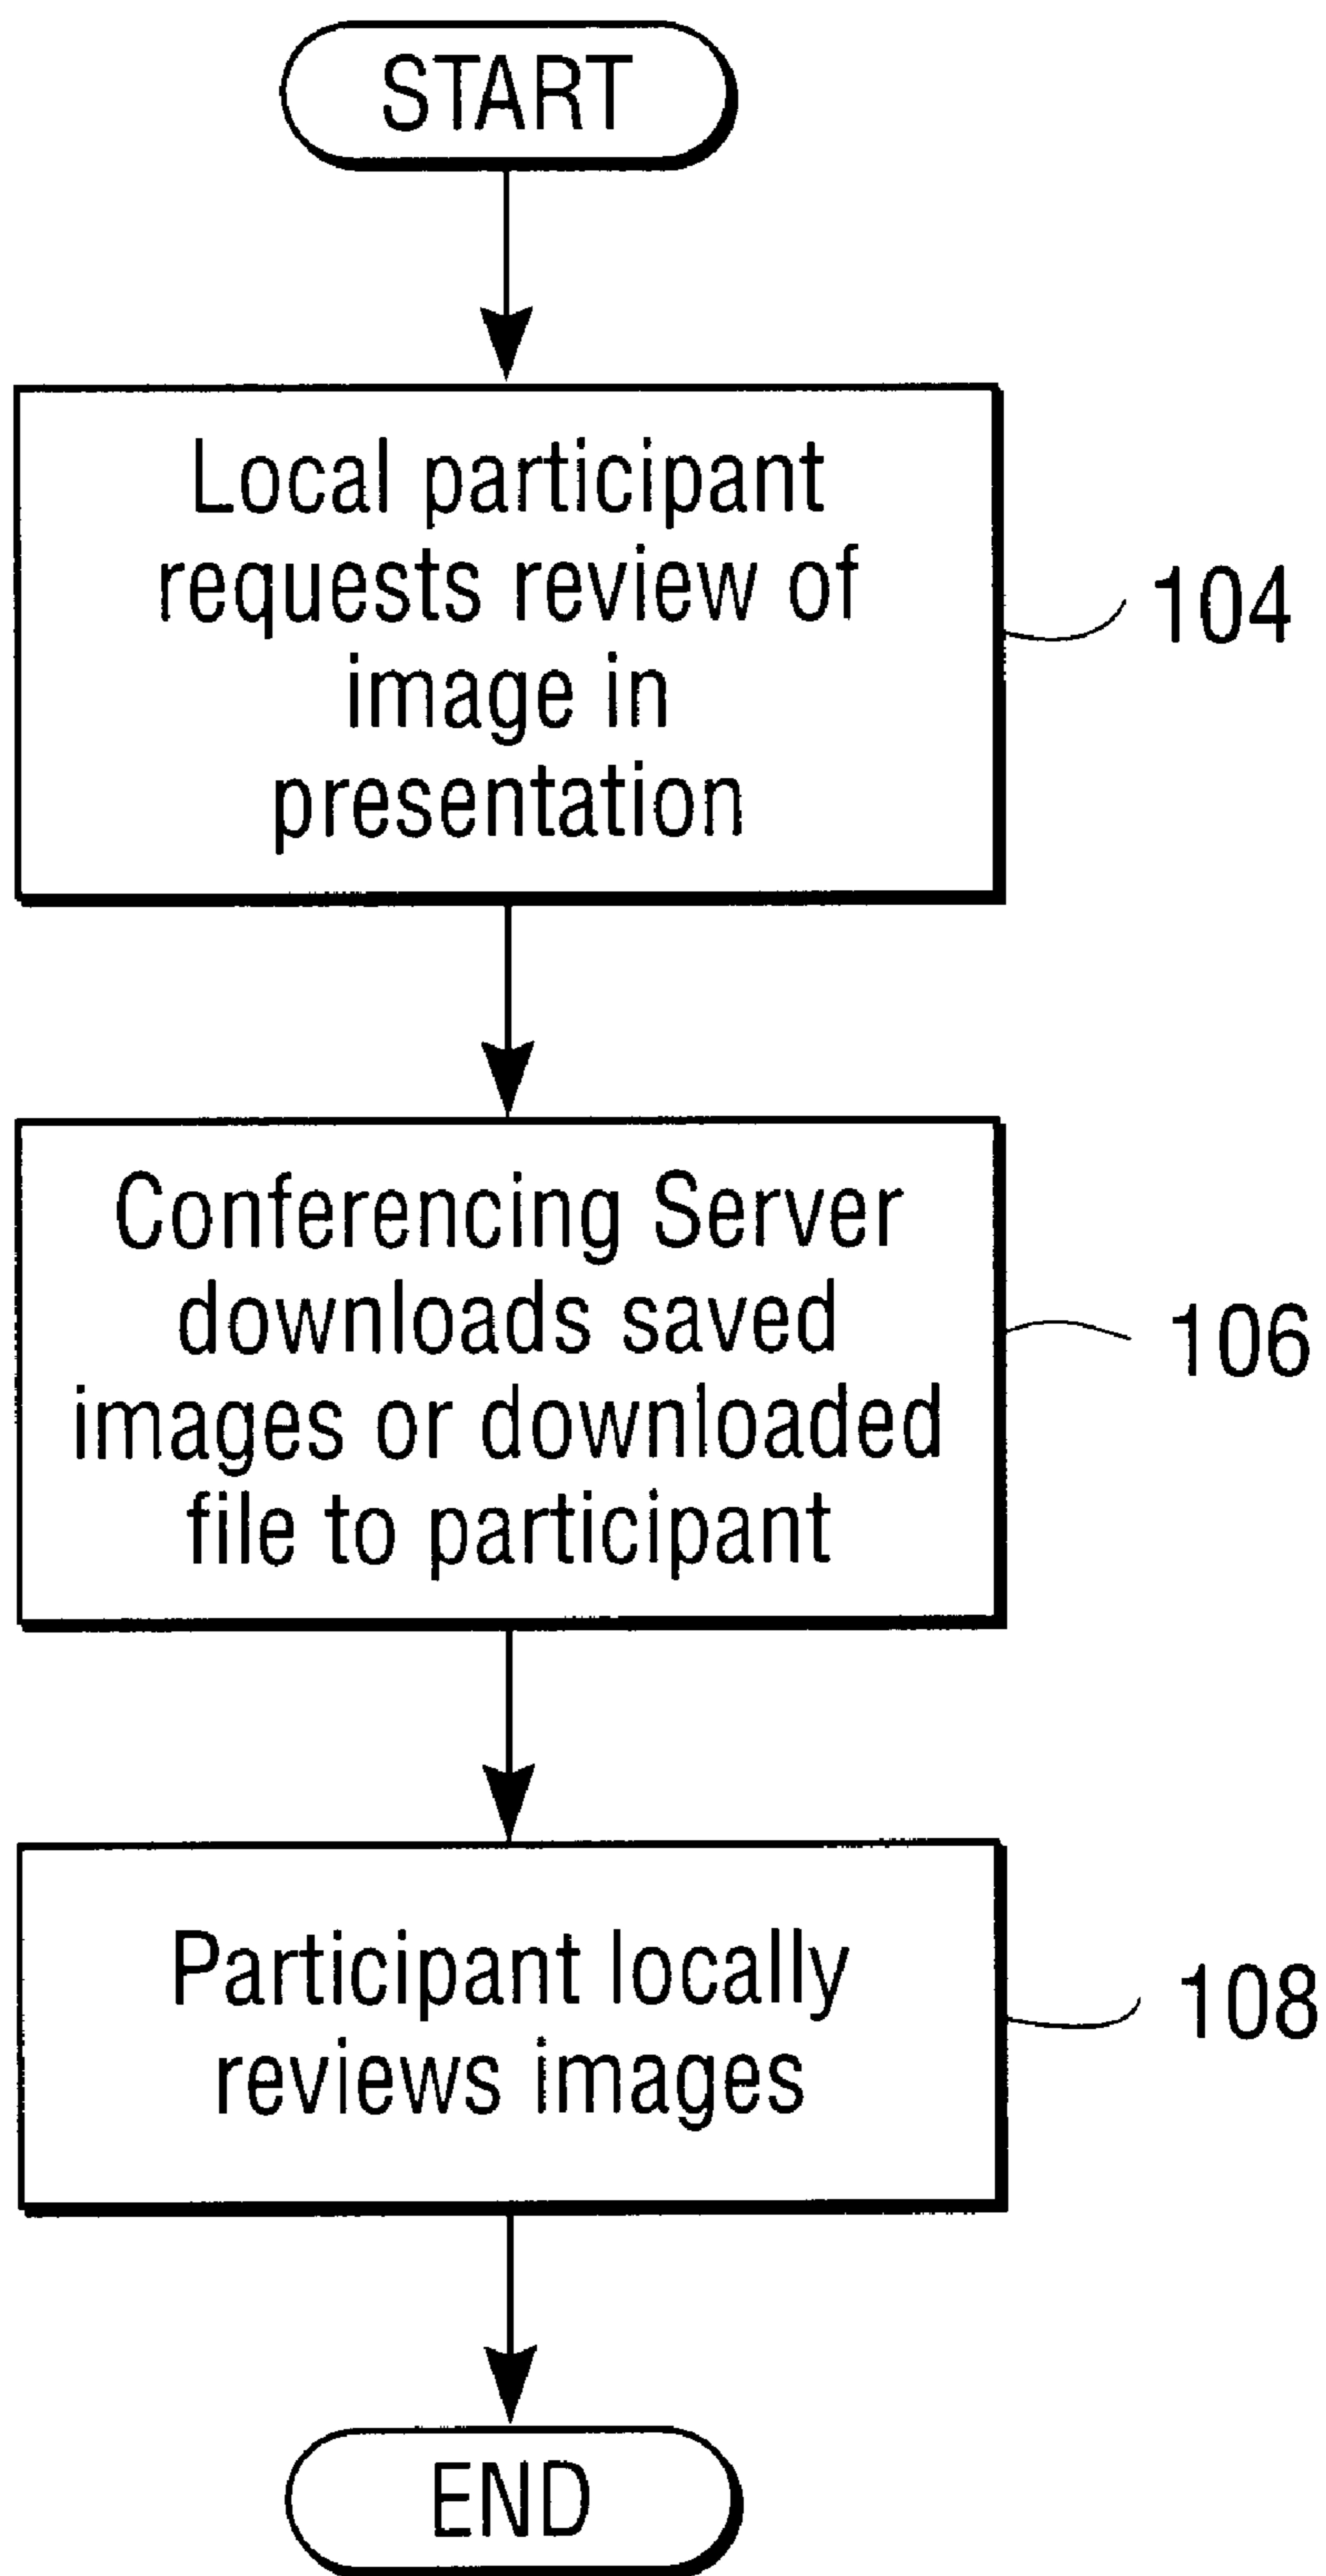 START
Local participant
requests review of
image in
presentation
104
Conferencing Server
downloads saved
images or downloaded
file to participant
106
Participant locally
reviews images
108
END